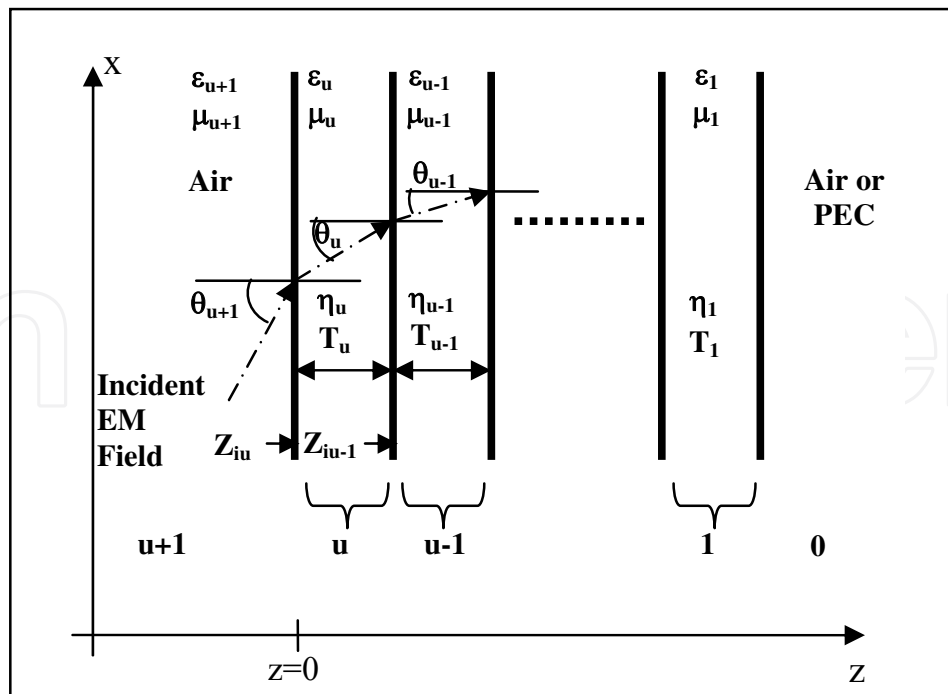 x
ε_{u+1} ε_u ε_{u-1} ε_1
μ_{u+1} μ_u μ_{u-1} μ_1
Air θ_{u-1} Air or
PEC
θ_u
θ_{u+1} η_u η_{u-1} η_1
T_u T_{u-1} T_1
Incident
EM
Field Z_{iu} Z_{iu-1}
u+1 u u-1 1 0
z=0 z